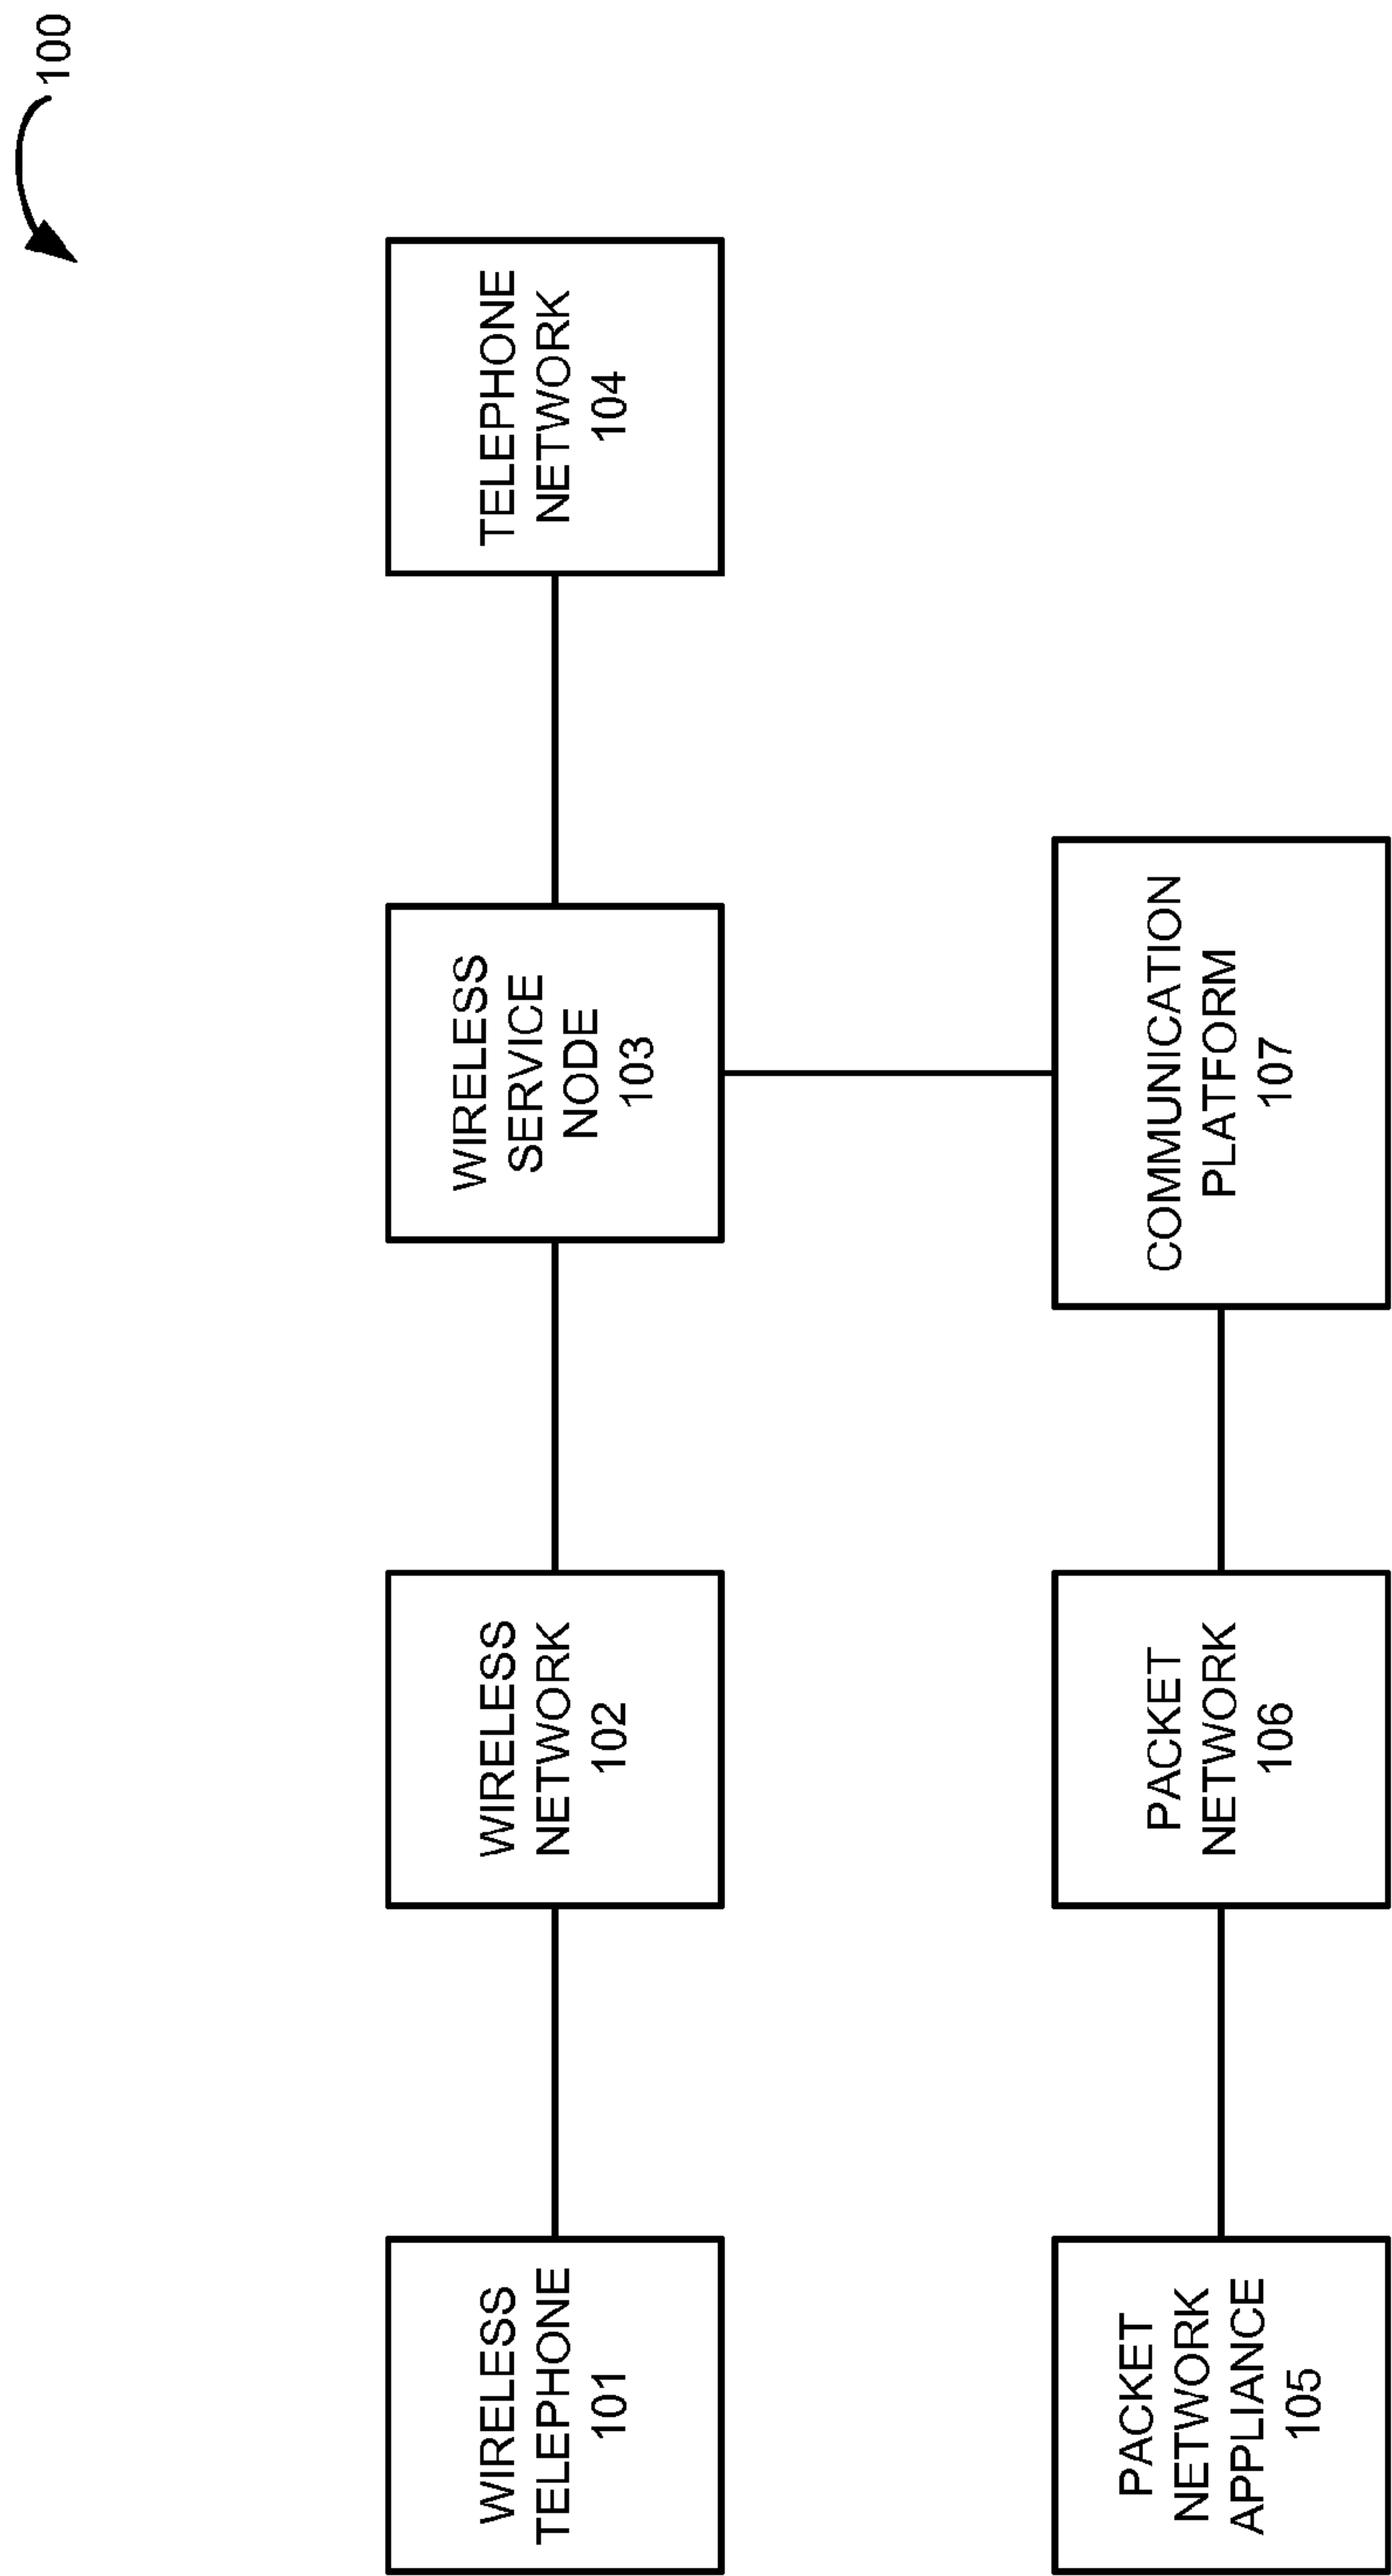 100
WIRELESS
TELEPHONE
101
WIRELESS
NETWORK
102
WIRELESS
SERVICE
NODE
103
TELEPHONE
NETWORK
104
PACKET
NETWORK
APPLIANCE
105
PACKET
NETWORK
106
COMMUNICATION
PLATFORM
107